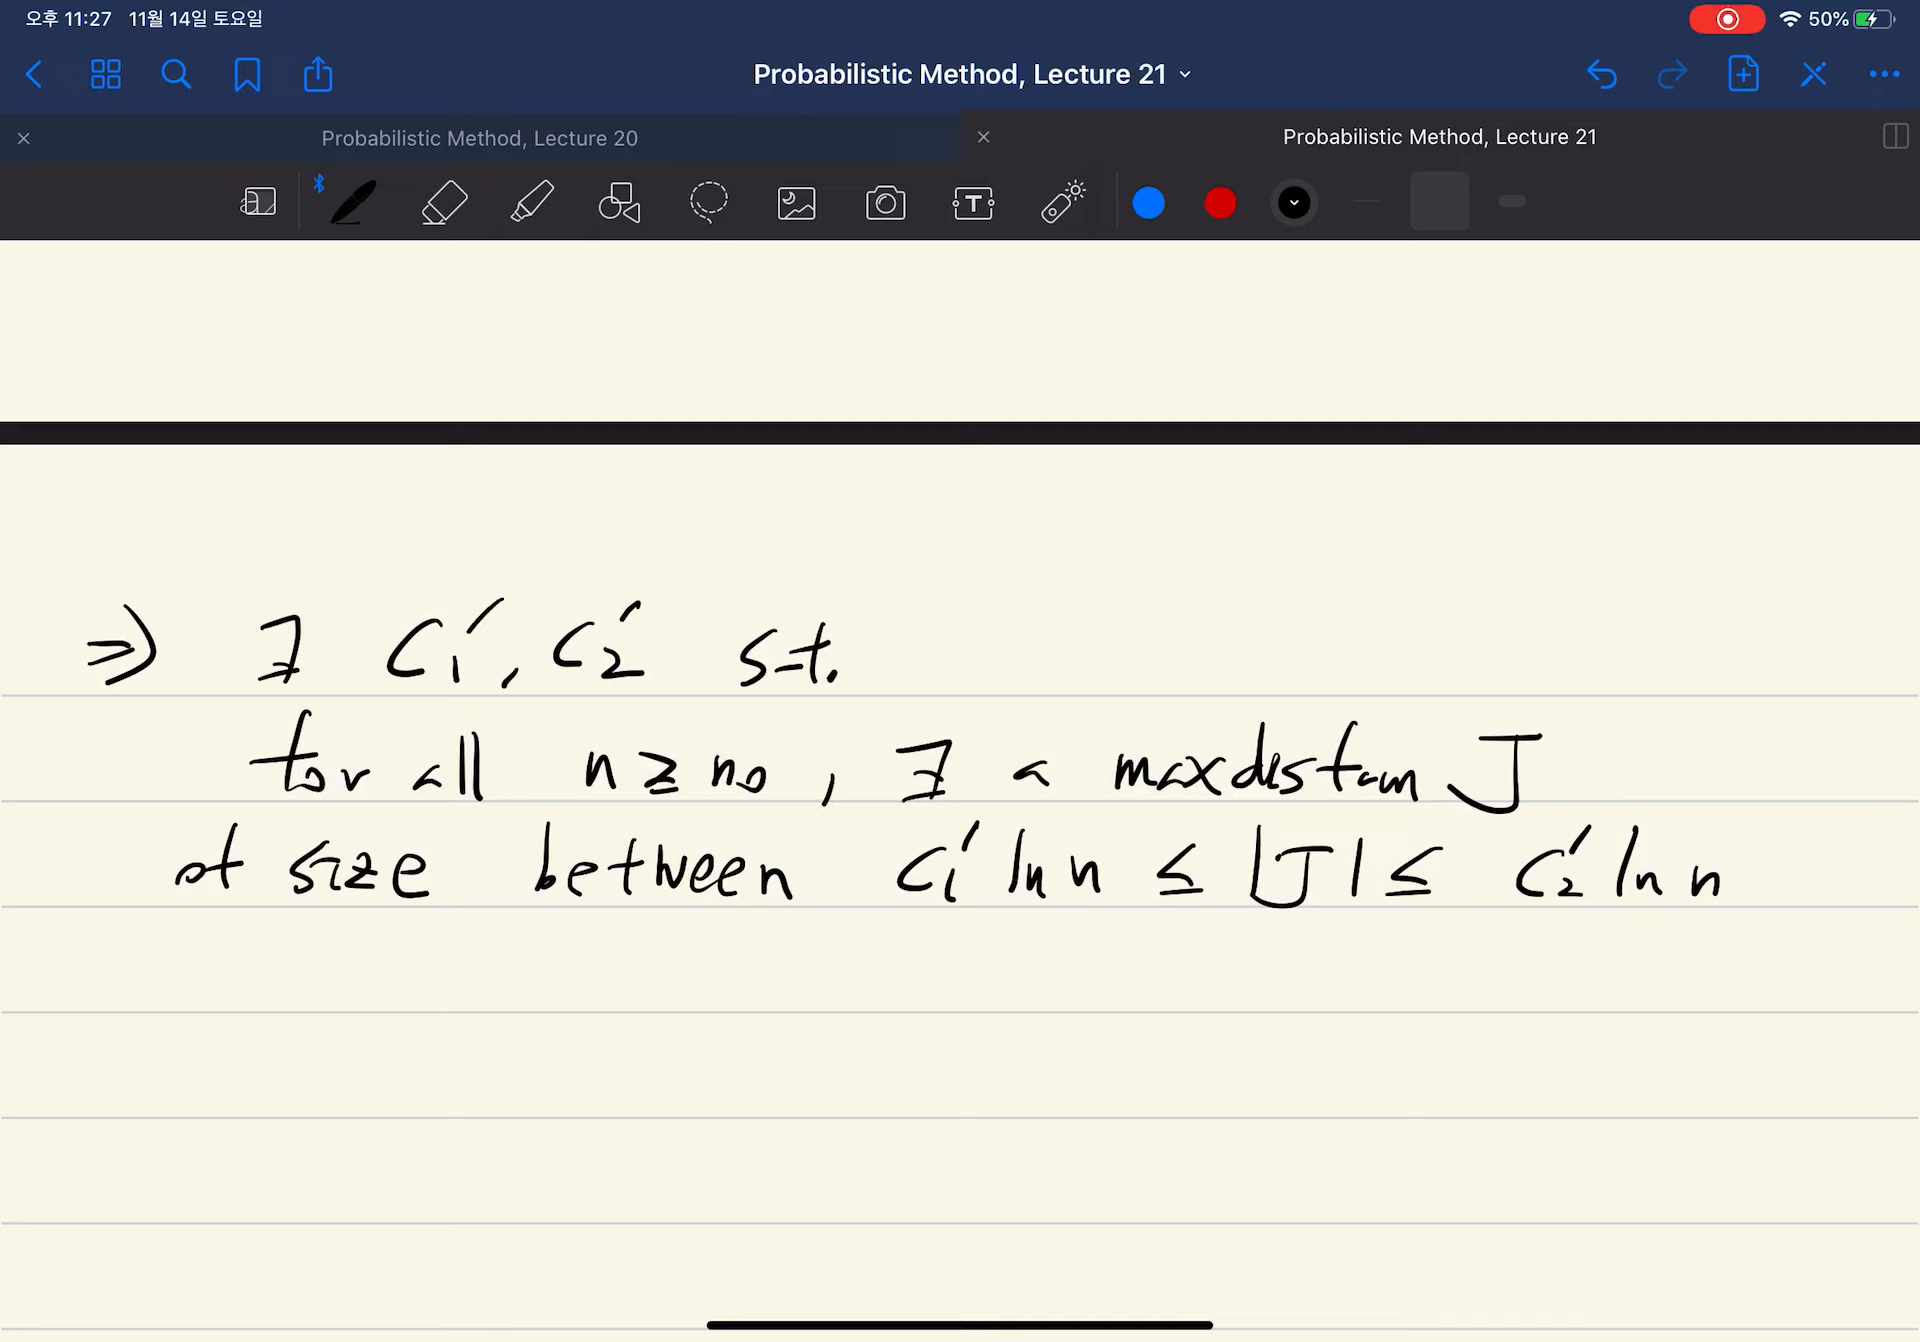 오후 11:27 11월 14일 토요일 50%
Probabilistic Method, Lecture 21
Probabilistic Method, Lecture 20 Probabilistic Method, Lecture 21
T
⇒ ∃ C₁', C₂' s.t.
for all n ≥ n₀, ∃ a maxdisfam J
of size between C₁' ln n ≤ |J| ≤ C₂' ln n